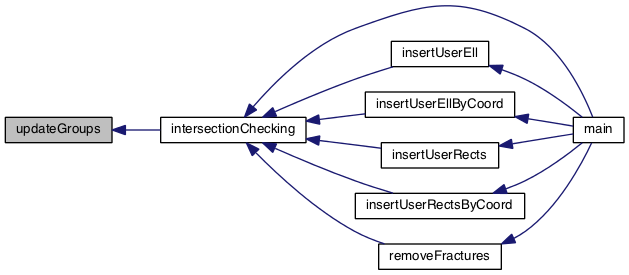 updateGroups
intersectionChecking
insertUserEll
insertUserEllByCoord
insertUserRects
insertUserRectsByCoord
removeFractures
main